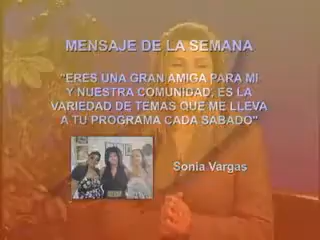 MENSAJE DE LA SEMANA
"ERES UNA GRAN AMIGA PARA MI
Y NUESTRA COMUNIDAD, ES LA
VARIEDAD DE TEMAS QUE ME LLEVA
A TU PROGRAMA CADA SABADO"
Sonia Vargas